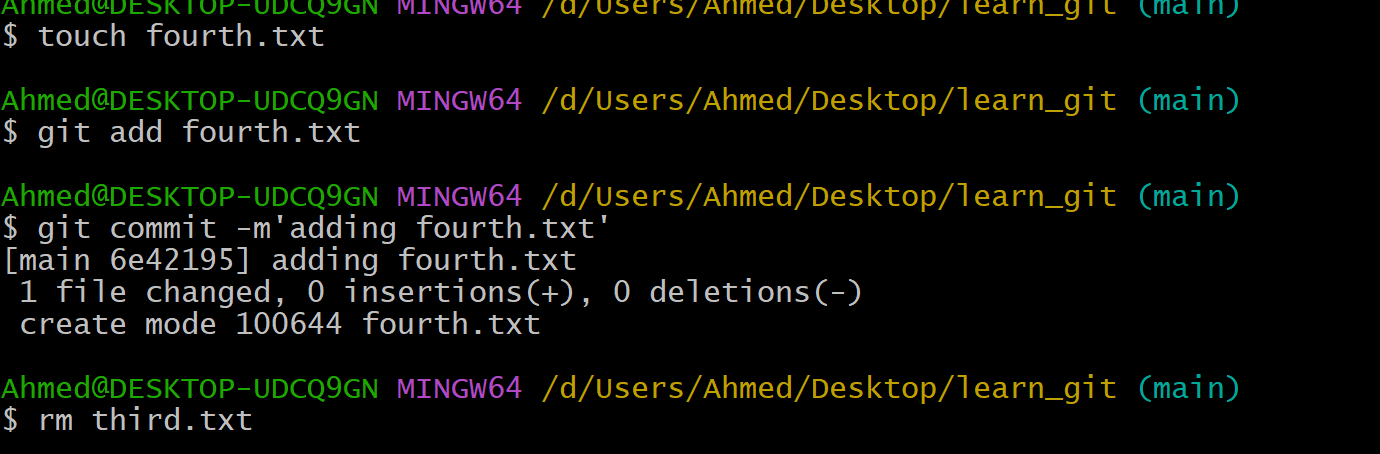 Ahmed@DESKTOP-UDCQ9GN MINGW64 /d/Users/Ahmed/Desktop/learn_git (main)
$ touch fourth.txt
Ahmed@DESKTOP-UDCQ9GN MINGW64 /d/Users/Ahmed/Desktop/learn_git (main)
$ git add fourth.txt
Ahmed@DESKTOP-UDCQ9GN MINGW64 /d/Users/Ahmed/Desktop/learn_git (main)
$ git commit -m'adding fourth.txt'
[main 6e42195] adding fourth.txt
 1 file changed, 0 insertions(+), 0 deletions(-)
 create mode 100644 fourth.txt
Ahmed@DESKTOP-UDCQ9GN MINGW64 /d/Users/Ahmed/Desktop/learn_git (main)
$ rm third.txt